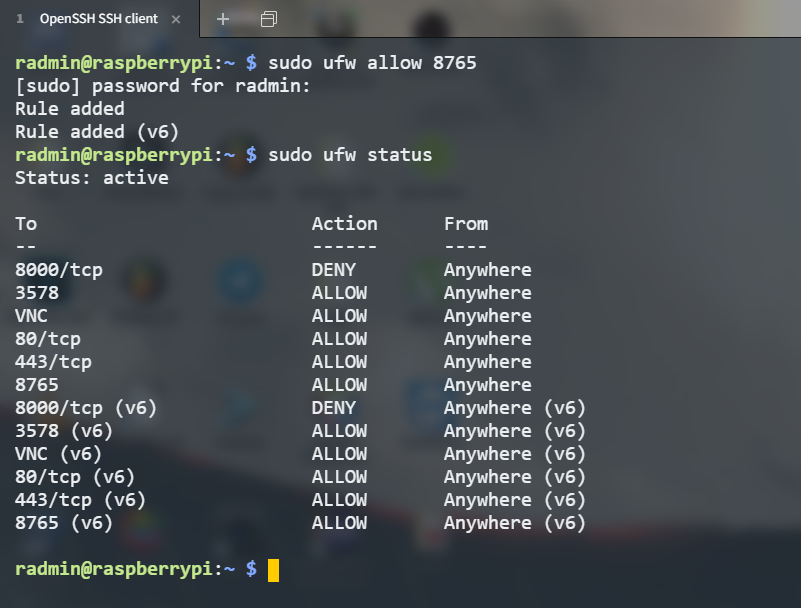 1 OpenSSH SSH client × +
radmin@raspberrypi:~ $ sudo ufw allow 8765
[sudo] password for radmin:
Rule added
Rule added (v6)
radmin@raspberrypi:~ $ sudo ufw status
Status: active
To Action From
-- ------ ----
8000/tcp DENY Anywhere
3578 ALLOW Anywhere
VNC ALLOW Anywhere
80/tcp ALLOW Anywhere
443/tcp ALLOW Anywhere
8765 ALLOW Anywhere
8000/tcp (v6) DENY Anywhere (v6)
3578 (v6) ALLOW Anywhere (v6)
VNC (v6) ALLOW Anywhere (v6)
80/tcp (v6) ALLOW Anywhere (v6)
443/tcp (v6) ALLOW Anywhere (v6)
8765 (v6) ALLOW Anywhere (v6)
radmin@raspberrypi:~ $